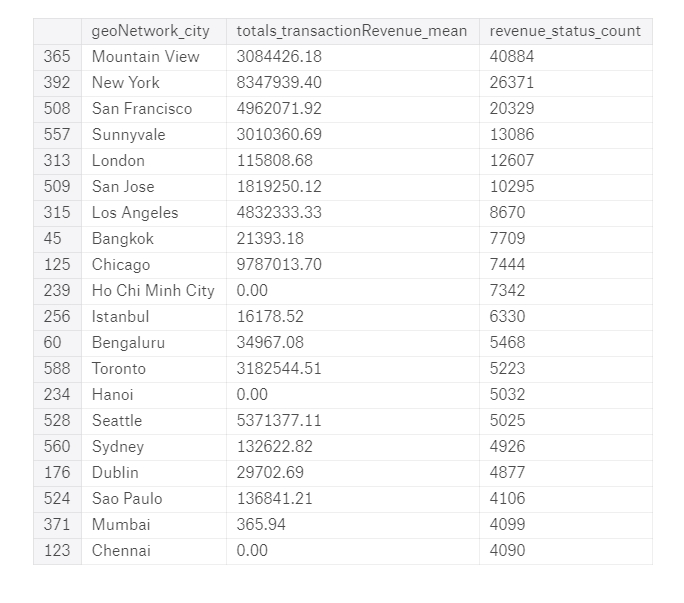 geoNetwork_city totals_transactionRevenue_mean revenue_status_count
365 Mountain View 3084426.18 40884
392 New York 8347939.40 26371
508 San Francisco 4962071.92 20329
557 Sunnyvale 3010360.69 13086
313 London 115808.68 12607
509 San Jose 1819250.12 10295
315 Los Angeles 4832333.33 8670
45 Bangkok 21393.18 7709
125 Chicago 9787013.70 7444
239 Ho Chi Minh City 0.00 7342
256 Istanbul 16178.52 6330
60 Bengaluru 34967.08 5468
588 Toronto 3182544.51 5223
234 Hanoi 0.00 5032
528 Seattle 5371377.11 5025
560 Sydney 132622.82 4926
176 Dublin 29702.69 4877
524 Sao Paulo 136841.21 4106
371 Mumbai 365.94 4099
123 Chennai 0.00 4090